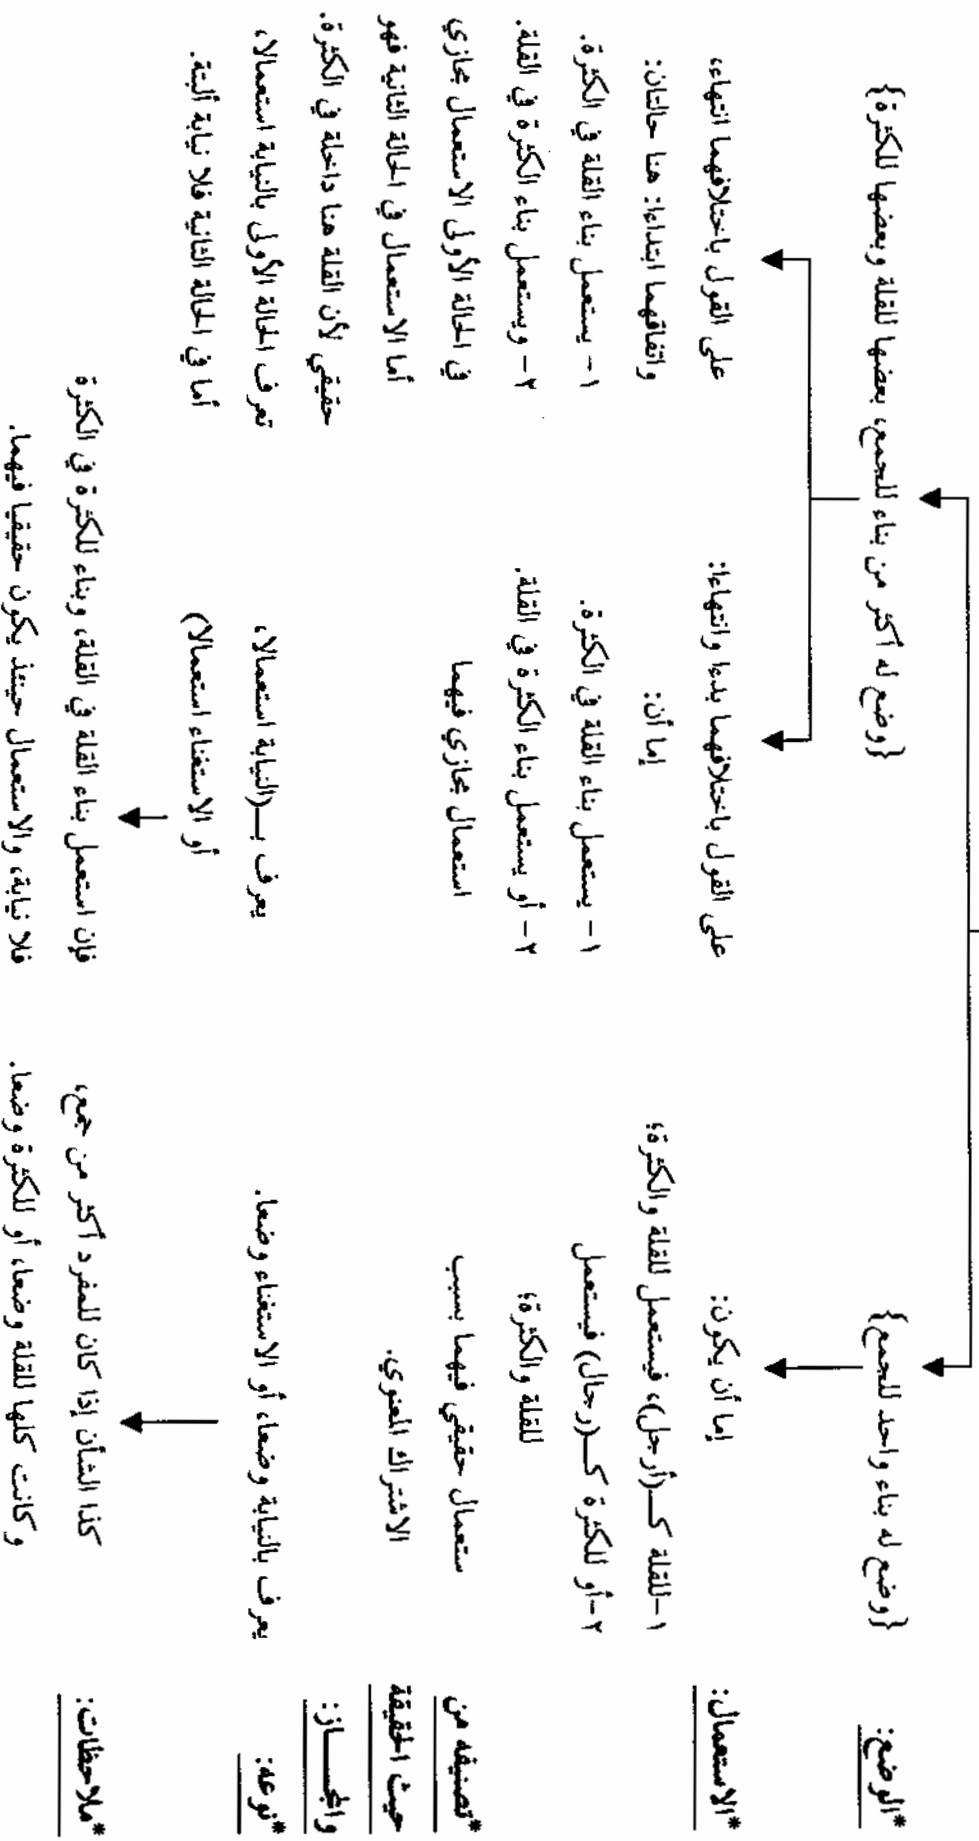 *الوضع:
{وضع له بناء واحد للجمع}
{وضع له أكثر من بناء للجمع، بعضها للقلة وبعضها للكثرة}
*الاستعمال:
إما أن يكون:
١-للقلة كـ(أرجل)، فيستعمل للقلة والكثرة؛
٢-أو للكثرة كـ(رجال) فيستعمل
للقلة والكثرة؛
على القول باختلافهما بدءا وانتهاءا:
إما أن:
١- يستعمل بناء القلة في الكثرة.
٢- أو يستعمل بناء الكثرة في القلة.
على القول باختلافهما انتهاء،
واتفاقهما ابتداءا: هنا حالتان:
١- يستعمل بناء القلة في الكثرة.
٢- ويستعمل بناء الكثرة في القلة.
*تصنيفه من
حيث الحقيقة
والمجـــاز:
ستعمال حقيقي فيهما بسبب
الاشتراك المعنوي.
استعمال مجازي فيهما
في الحالة الأولى الاستعمال مجازي
أما الاستعمال في الحالة الثانية فهو
حقيقي لأن القلة هنا داخلة في الكثرة.
*نوعه:
يعرف بالنيابة وضعا، أو الاستغناء وضعا.
يعرف بـــ(النيابة استعمالا،
أو الاستغناء استعمالا)
تعرف الحالة الأولى بالنيابة استعمالا،
أما في الحالة الثانية فلا نيابة ألبتة.
*ملاحظات:
كذا الشأن إذا كان للمفرد أكثر من جمع،
وكانت كلها للقلة وضعا، أو للكثرة وضعا.
فإن استعمل بناء القلة في القلة، وبناء للكثرة في الكثرة
فلا نيابة، والاستعمال حينئذ يكون حقيقيا فيهما.